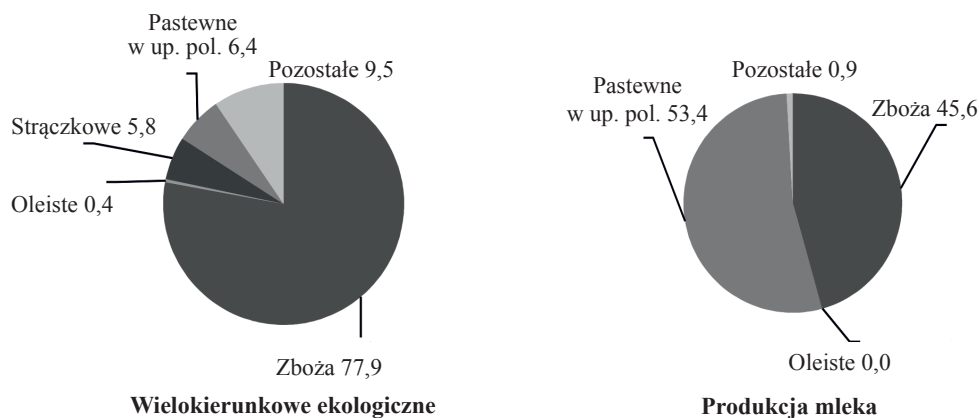 Pastewne
w up. pol. 6,4
Pozostałe 9,5
Strączkowe 5,8
Oleiste 0,4
Zboża 77,9
Wielokierunkowe ekologiczne
Pozostałe 0,9
Pastewne
w up. pol. 53,4
Zboża 45,6
Oleiste 0,0
Produkcja mleka